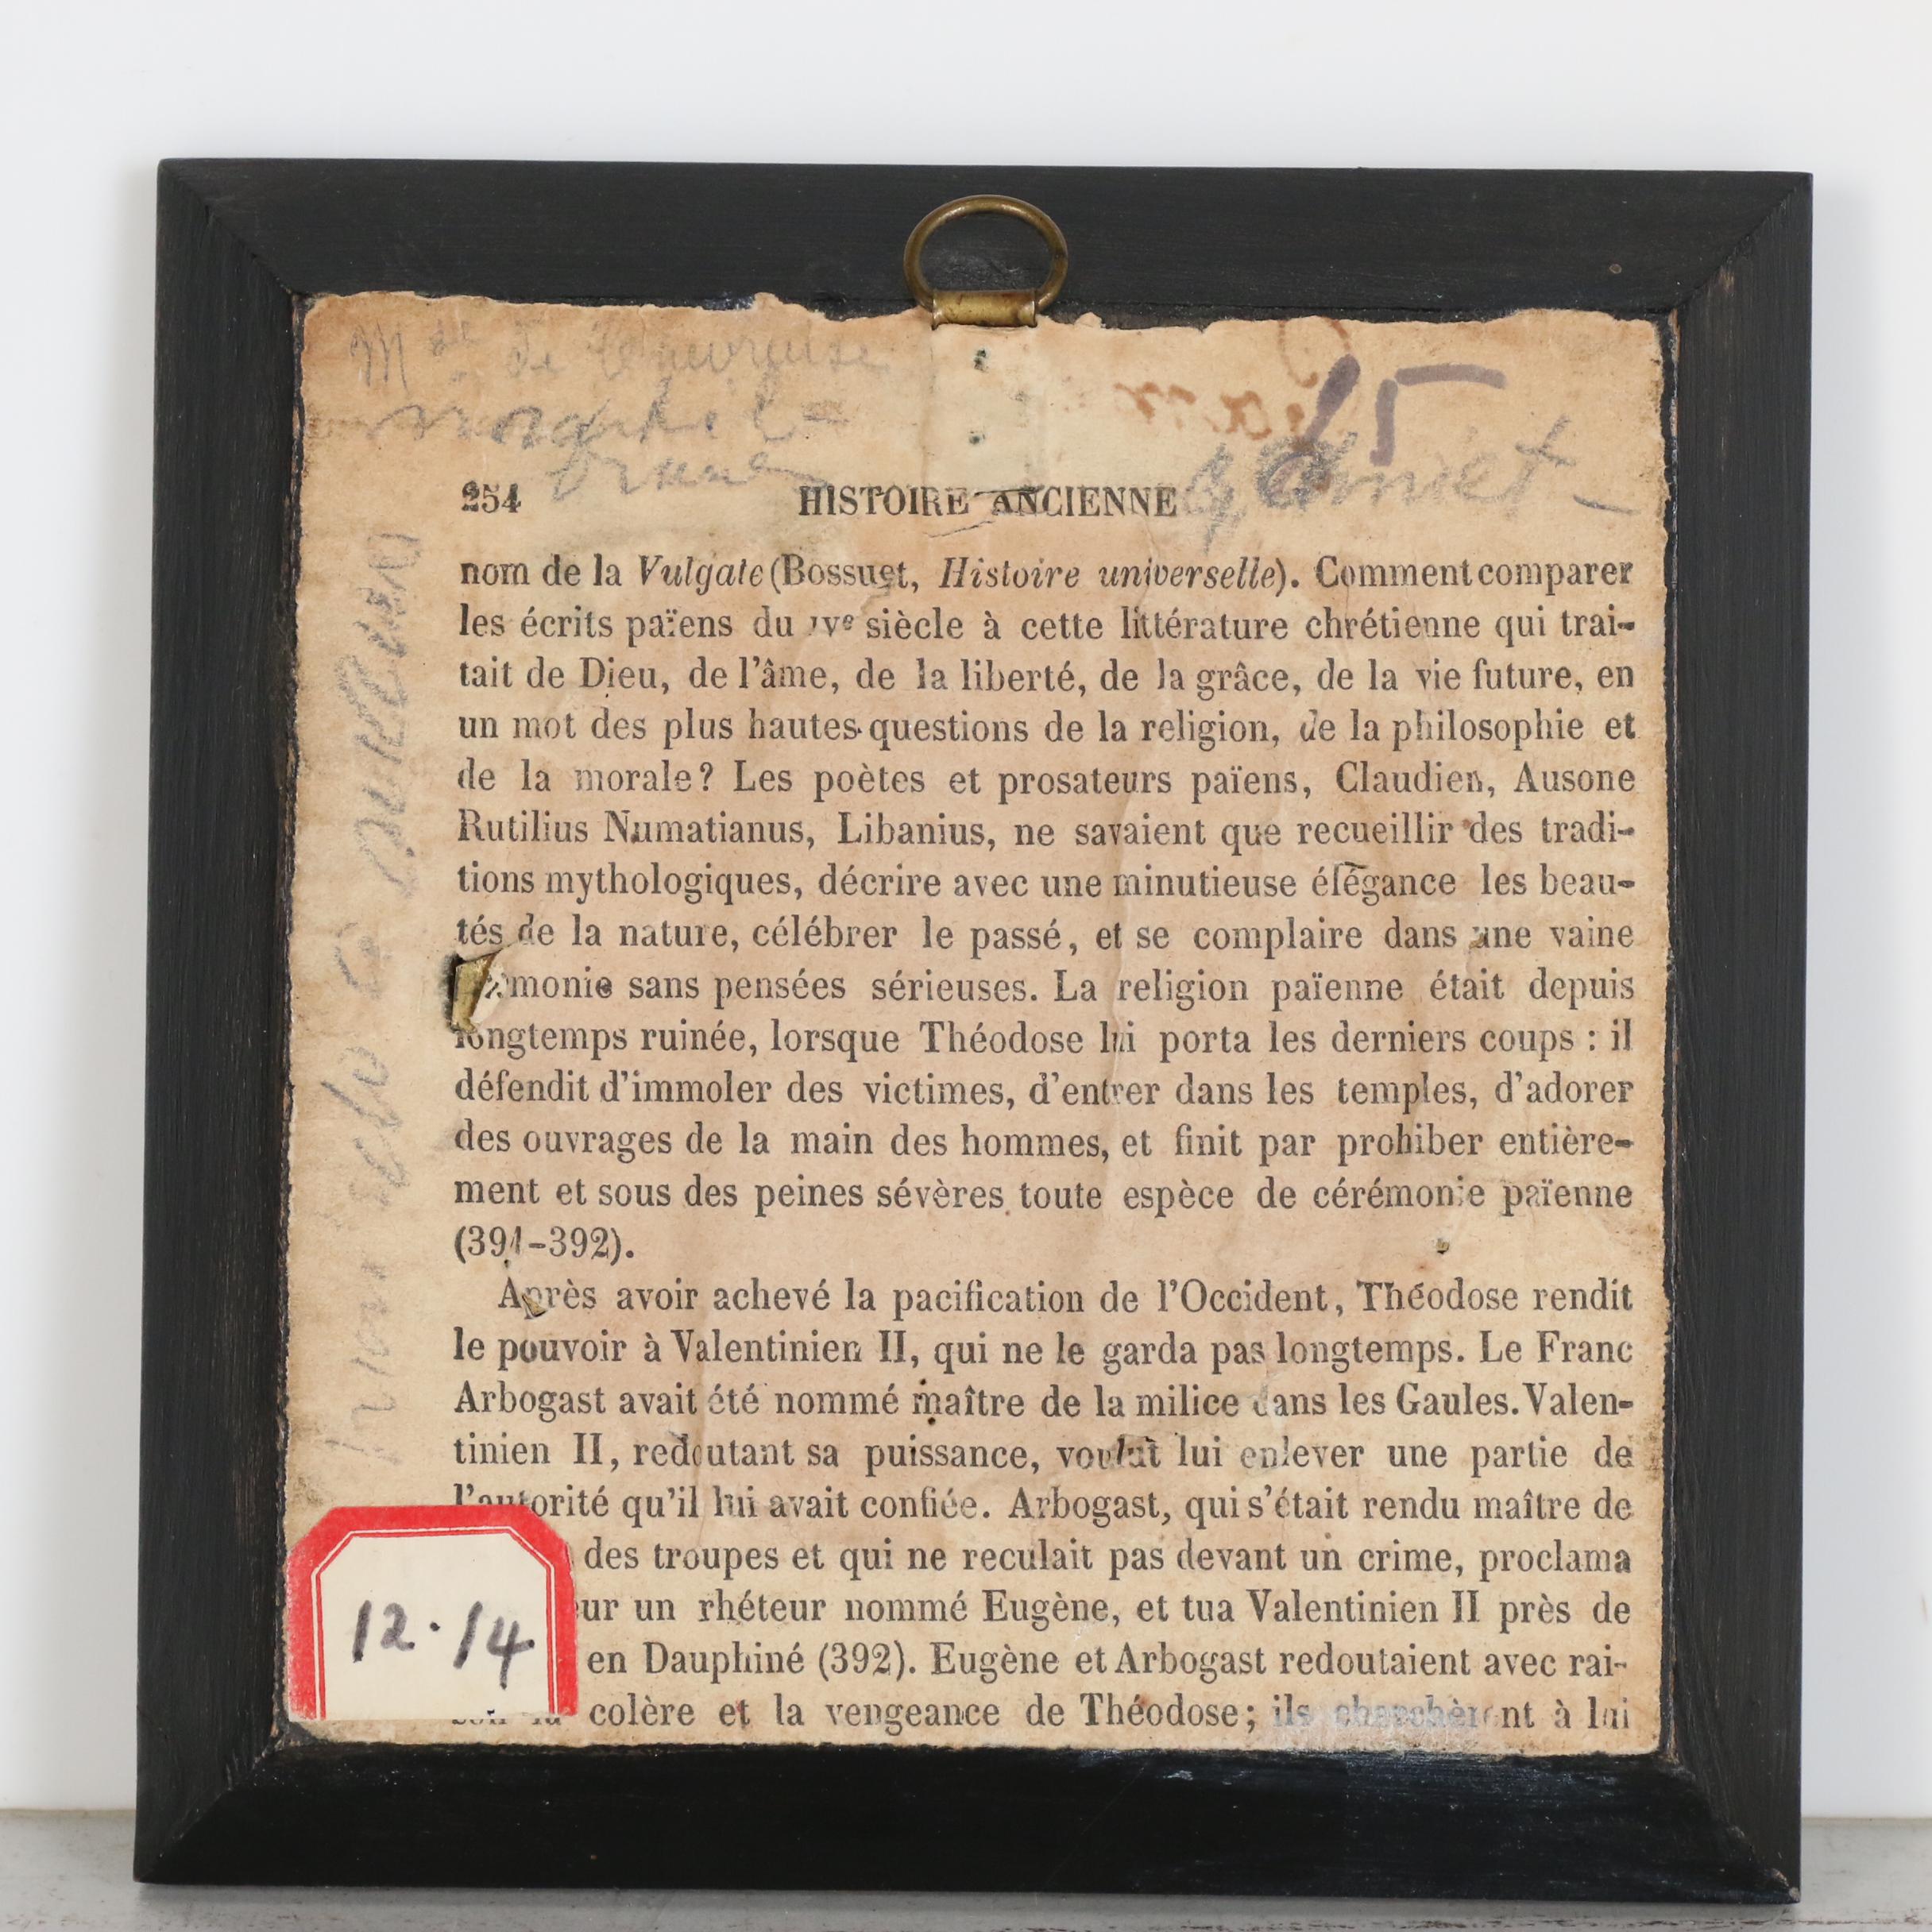 Mde de Chevreuse
15
254 HISTOIRE ANCIENNE
nom de la Vulgate (Bossuet, Histoire universelle). Comment comparer
les écrits païens du IVe siècle à cette littérature chrétienne qui trai-
tait de Dieu, de l'âme, de la liberté, de la grâce, de la vie future, en
un mot des plus hautes questions de la religion, de la philosophie et
de la morale? Les poètes et prosateurs païens, Claudien, Ausone
Rutilius Numatianus, Libanius, ne savaient que recueillir des tradi-
tions mythologiques, décrire avec une minutieuse élégance les beau-
tés de la nature, célébrer le passé, et se complaire dans une vaine
monie sans pensées sérieuses. La religion païenne était depuis
longtemps ruinée, lorsque Théodose lui porta les derniers coups : il
défendit d'immoler des victimes, d'entrer dans les temples, d'adorer
des ouvrages de la main des hommes, et finit par prohiber entière-
ment et sous des peines sévères toute espèce de cérémonie païenne
(391-392).
Après avoir achevé la pacification de l'Occident, Théodose rendit
le pouvoir à Valentinien II, qui ne le garda pas longtemps. Le Franc
Arbogast avait été nommé maître de la milice dans les Gaules. Valen-
tinien II, redoutant sa puissance, voulut lui enlever une partie de
l'autorité qu'il lui avait confiée. Arbogast, qui s'était rendu maître de
des troupes et qui ne reculait pas devant un crime, proclama
eur un rhéteur nommé Eugène, et tua Valentinien II près de
en Dauphiné (392). Eugène et Arbogast redoutaient avec rai-
son la colère et la vengeance de Théodose; ils cherchèrent à lui
12.14